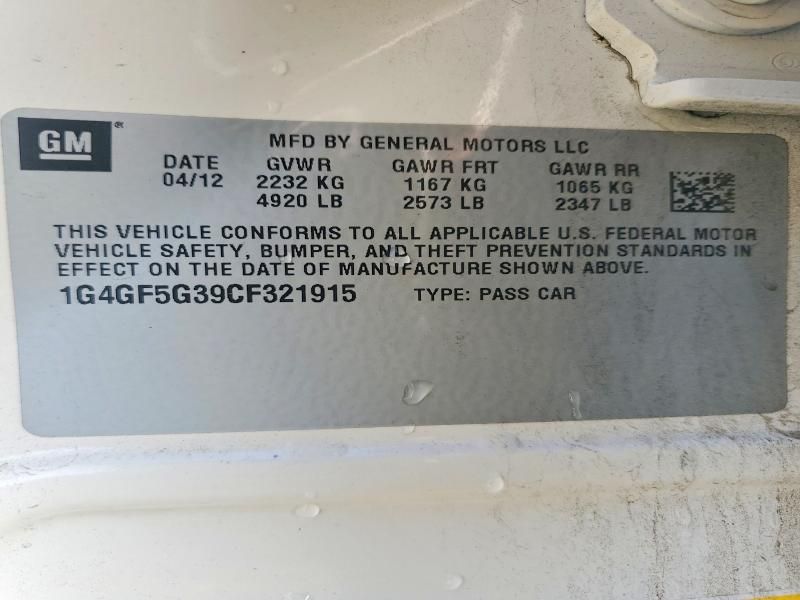 GM®
MFD BY GENERAL MOTORS LLC
DATE GVWR GAWR FRT GAWR RR
04/12 2232 KG 1167 KG 1065 KG
4920 LB 2573 LB 2347 LB
THIS VEHICLE CONFORMS TO ALL APPLICABLE U.S. FEDERAL MOTOR
VEHICLE SAFETY, BUMPER, AND THEFT PREVENTION STANDARDS IN
EFFECT ON THE DATE OF MANUFACTURE SHOWN ABOVE.
1G4GF5G39CF321915 TYPE: PASS CAR